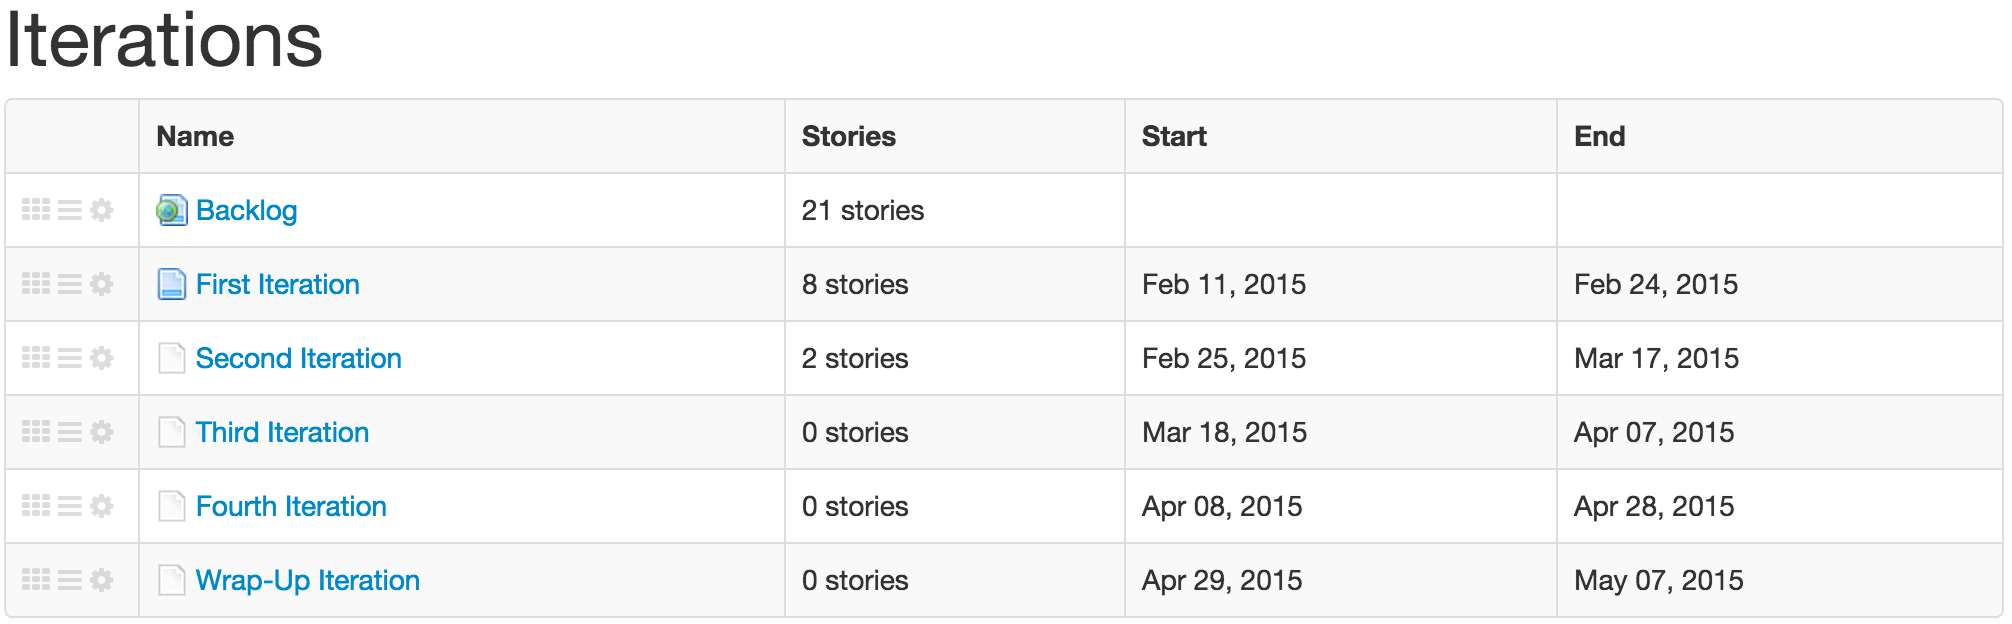 Iterations
Name Stories Start End
Backlog 21 stories
First Iteration 8 stories Feb 11, 2015 Feb 24, 2015
Second Iteration 2 stories Feb 25, 2015 Mar 17, 2015
Third Iteration 0 stories Mar 18, 2015 Apr 07, 2015
Fourth Iteration 0 stories Apr 08, 2015 Apr 28, 2015
Wrap-Up Iteration 0 stories Apr 29, 2015 May 07, 2015